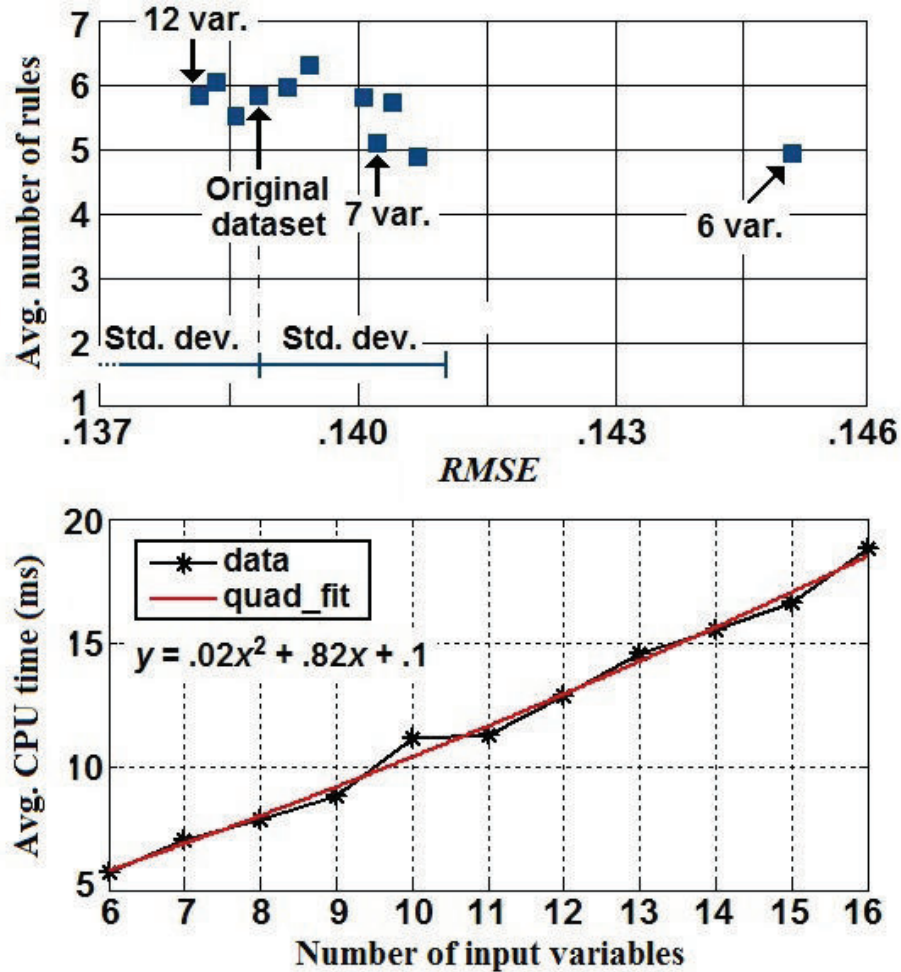 7
12 var.
6
5
Original
dataset
7 var.
4
6 var.
3
Std. dev. Std. dev.
2
1
.137 .140 .143 .146
Avg. number of rules
RMSE
20
data
quad_fit
15
y = .02x² + .82x + .1
10
5
6 7 8 9 10 11 12 13 14 15 16
Avg. CPU time (ms)
Number of input variables